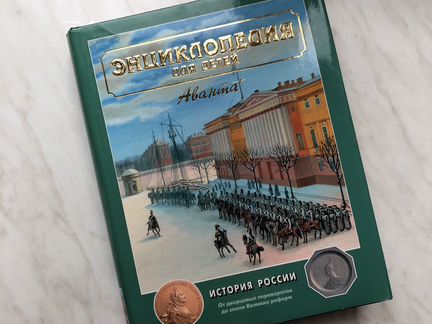 ЭНЦИКЛОПЕДИЯ
ДЛЯ ДЕТЕЙ
Аванта+
ИСТОРИЯ РОССИИ
От дворцовых переворотов
до эпохи Великих реформ